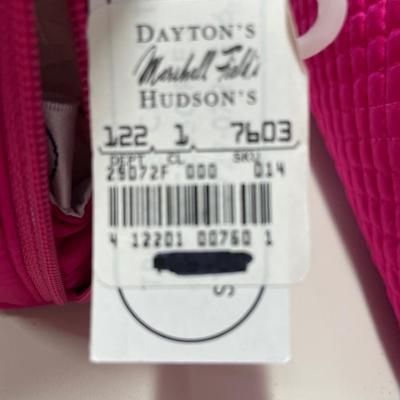 DAYTON'S
Marshall Field's
HUDSON'S
122 1 7603
DEPT CL SKU
29072F 000 014
4 12201 00760 1
S